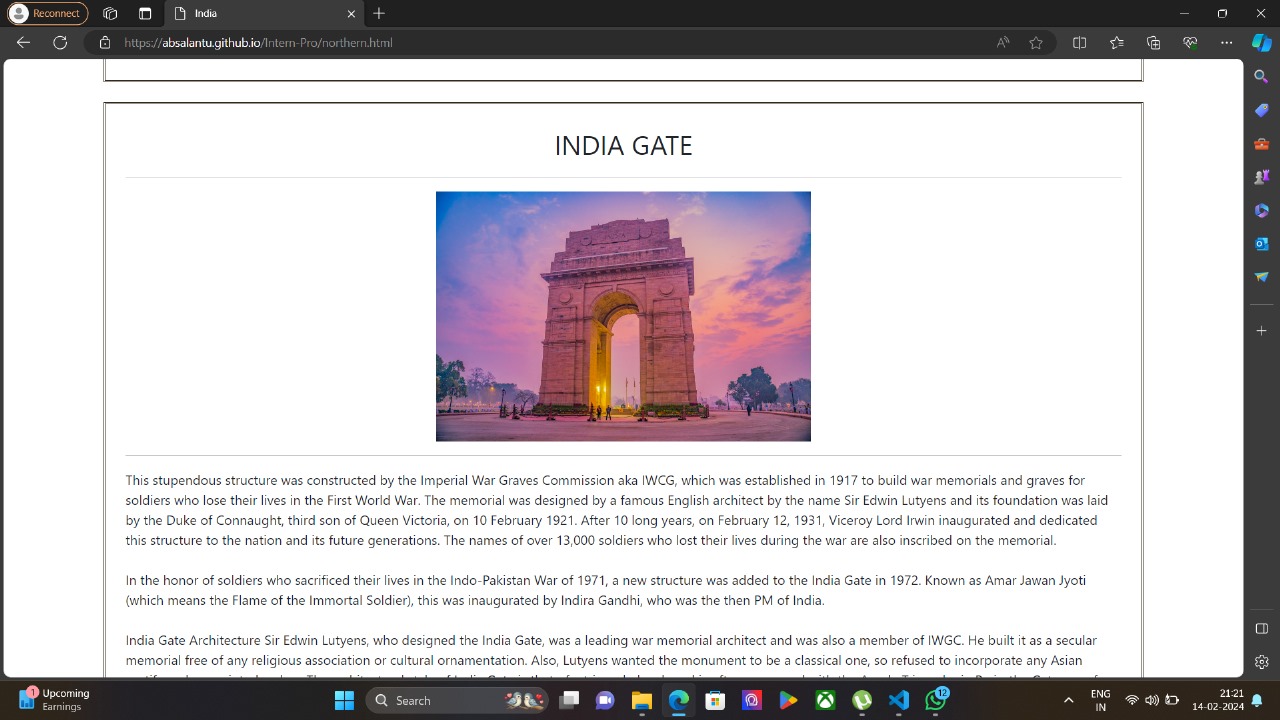 Reconnect
India
https://absalantu.github.io/Intern-Pro/northern.html
INDIA GATE
This stupendous structure was constructed by the Imperial War Graves Commission aka IWCG, which was established in 1917 to build war memorials and graves for
soldiers who lose their lives in the First World War. The memorial was designed by a famous English architect by the name Sir Edwin Lutyens and its foundation was laid
by the Duke of Connaught, third son of Queen Victoria, on 10 February 1921. After 10 long years, on February 12, 1931, Viceroy Lord Irwin inaugurated and dedicated
this structure to the nation and its future generations. The names of over 13,000 soldiers who lost their lives during the war are also inscribed on the memorial.
In the honor of soldiers who sacrificed their lives in the Indo-Pakistan War of 1971, a new structure was added to the India Gate in 1972. Known as Amar Jawan Jyoti
(which means the Flame of the Immortal Soldier), this was inaugurated by Indira Gandhi, who was the then PM of India.
India Gate Architecture Sir Edwin Lutyens, who designed the India Gate, was a leading war memorial architect and was also a member of IWGC. He built it as a secular
memorial free of any religious association or cultural ornamentation. Also, Lutyens wanted the monument to be a classical one, so refused to incorporate any Asian
1
Upcoming
Earnings
Search
12
ENG
IN
21:21
14-02-2024